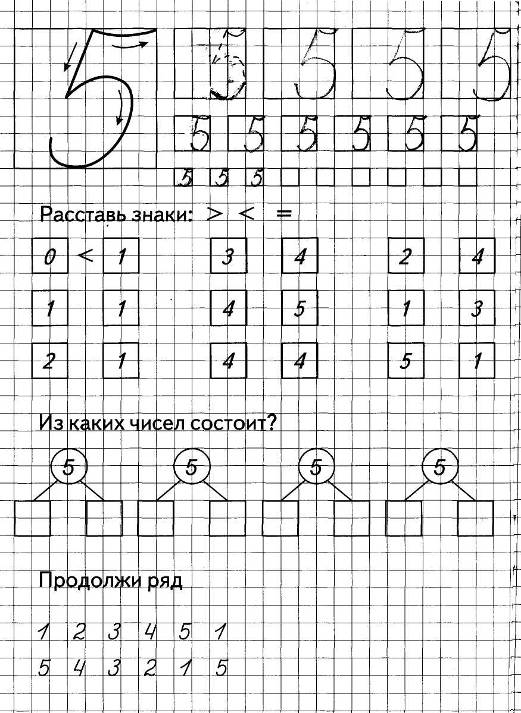 5 5 5 5 5 5
5 5 5 5 5 5
5 5 5
Расставь знаки: > < =
0 < 1 3 4 2 4
1 1 4 5 1 3
2 1 4 4 5 1
Из каких чисел состоит?
5 5 5 5
Продолжи ряд
1 2 3 4 5 1
5 4 3 2 1 5